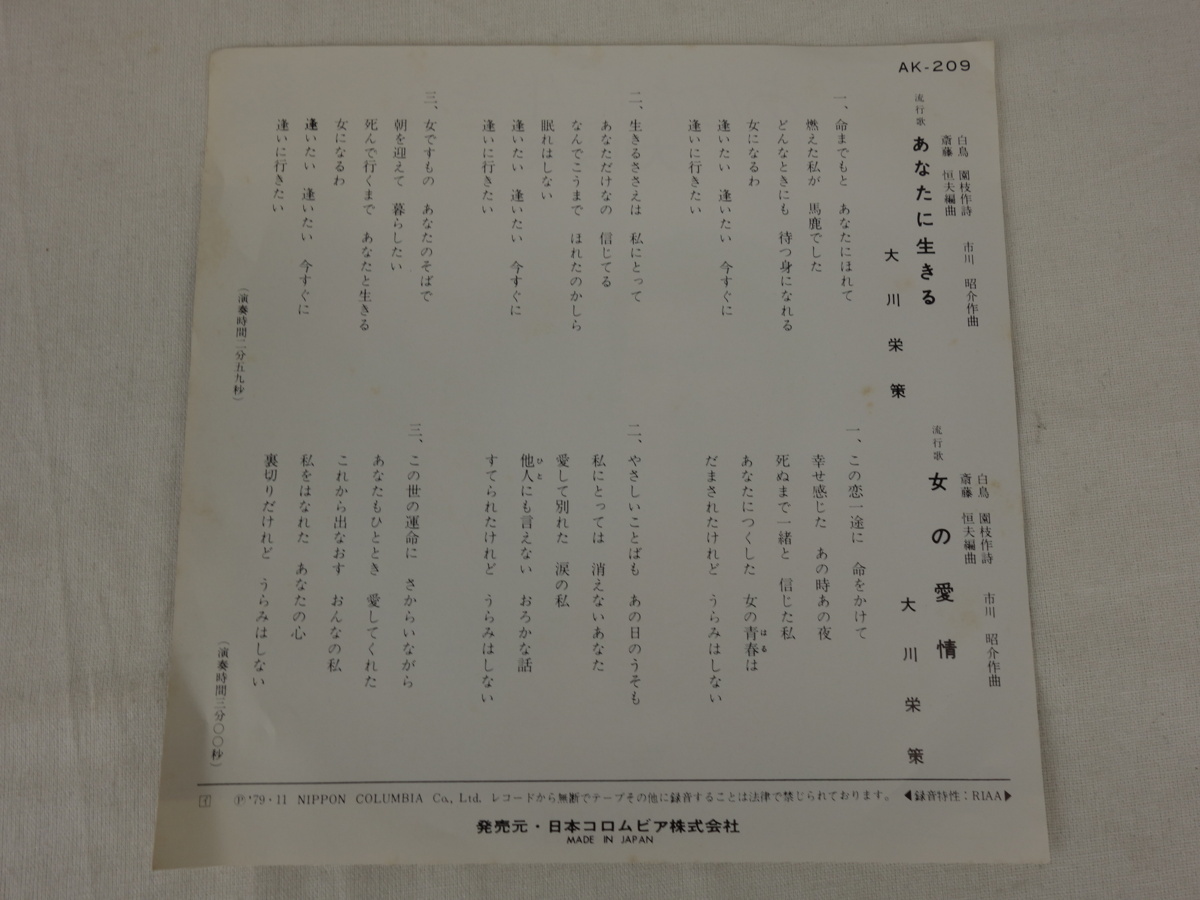 AK-209
流行歌
あなたに生きる
白鳥 園枝作詩
市川 昭介作曲
斎藤 恒夫編曲
大川栄策
一、命までもと あなたにほれて
燃えた私が 馬鹿でした
どんなときにも 待つ身になれる
女になるわ
逢いたい 逢いたい 今すぐに
逢いに行きたい
二、生きるささえは 私にとって
あなただけなの 信じてる
なんでこうまで ほれたのかしら
眠れはしない
逢いたい 逢いたい 今すぐに
逢いに行きたい
三、女ですもの あなたのそばで
朝を迎えて 暮らしたい
死んで行くまで あなたと生きる
女になるわ
逢いたい 逢いたい 今すぐに
逢いに行きたい
(演奏時間二分五九秒)
流行歌
女の愛情
白鳥 園枝作詩
市川 昭介作曲
斎藤 恒夫編曲
大川栄策
一、この恋一途に 命をかけて
幸せ感じた あの時あの夜
死ぬまで一緒と 信じた私
あなたにつくした 女の青春は
はる
だまされたけれど うらみはしない
二、やさしいことばも あの日のうそも
私にとっては 消えないあなた
愛して別れた 涙の私
他人にも言えない おろかな話
ひと
すてられたけれど うらみはしない
三、この世の運命に さからいながら
あなたもひととき 愛してくれた
これから出なおす おんなの私
私をはなれた あなたの心
裏切りだけれど うらみはしない
(演奏時間三分〇〇秒)
Ⓟ'79・11 NIPPON COLUMBIA Co., Ltd. レコードから無断でテープその他に録音することは法律で禁じられております。 ◀録音特性:RIAA▶
発売元・日本コロムビア株式会社
MADE IN JAPAN